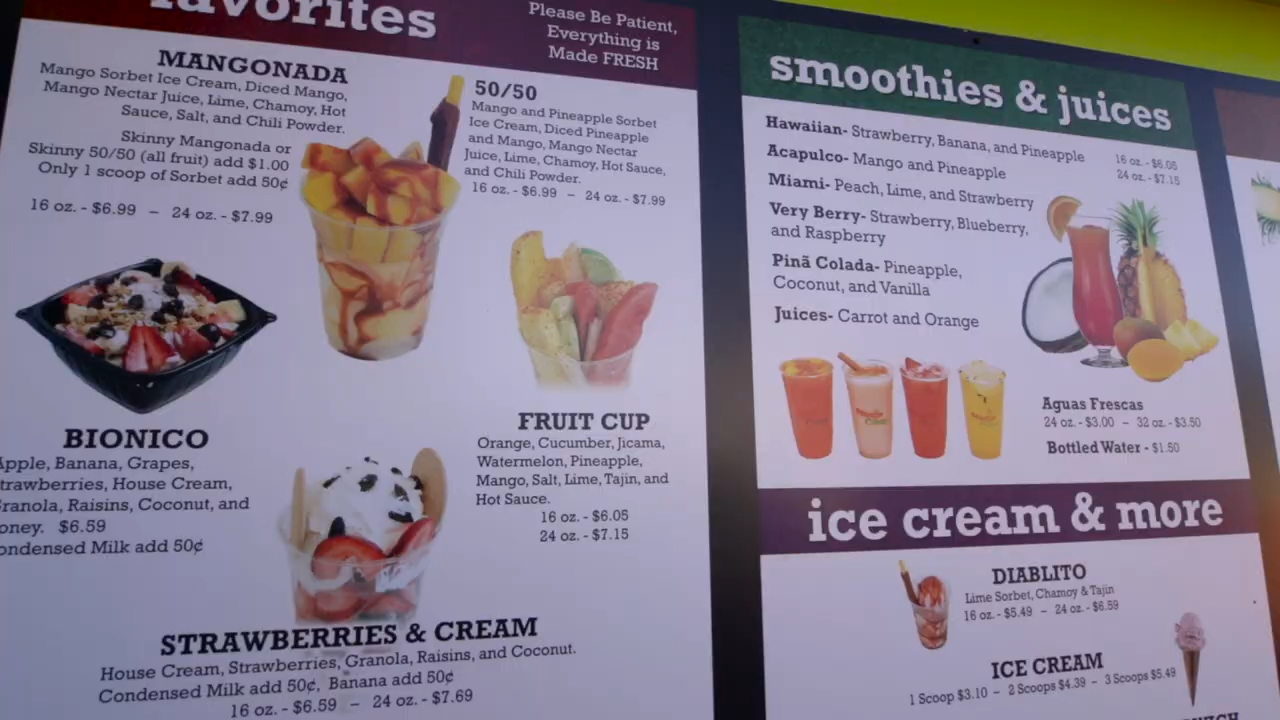 favorites
Please Be Patient,
Everything is
Made FRESH
MANGONADA
Mango Sorbet Ice Cream, Diced Mango,
Mango Nectar Juice, Lime, Chamoy, Hot
Sauce, Salt, and Chili Powder.
Skinny Mangonada or
Skinny 50/50 (all fruit) add $1.00
Only 1 scoop of Sorbet add 50¢
16 oz. - $6.99 – 24 oz. - $7.99
50/50
Mango and Pineapple Sorbet
Ice Cream, Diced Pineapple
and Mango, Mango Nectar
Juice, Lime, Chamoy, Hot Sauce,
and Chili Powder.
16 oz. - $6.99 – 24 oz. - $7.99
BIONICO
Apple, Banana, Grapes,
trawberries, House Cream,
Granola, Raisins, Coconut, and
oney. $6.59
ondensed Milk add 50¢
FRUIT CUP
Orange, Cucumber, Jicama,
Watermelon, Pineapple,
Mango, Salt, Lime, Tajin, and
Hot Sauce.
16 oz. - $6.05
24 oz. - $7.15
STRAWBERRIES & CREAM
House Cream, Strawberries, Granola, Raisins, and Coconut.
Condensed Milk add 50¢, Banana add 50¢
16 oz. - $6.59 – 24 oz. - $7.69
smoothies & juices
Hawaiian- Strawberry, Banana, and Pineapple
Acapulco- Mango and Pineapple
Miami- Peach, Lime, and Strawberry
Very Berry- Strawberry, Blueberry,
and Raspberry
Pinã Colada- Pineapple,
Coconut, and Vanilla
Juices- Carrot and Orange
16 oz. - $6.05
24 oz. - $7.15
Aguas Frescas
24 oz. - $3.00 – 32 oz. - $3.50
Bottled Water - $1.50
ice cream & more
DIABLITO
Lime Sorbet, Chamoy & Tajin
16 oz. - $5.49 – 24 oz. - $6.59
ICE CREAM
1 Scoop $3.10 – 2 Scoops $4.39 – 3 Scoops $5.49